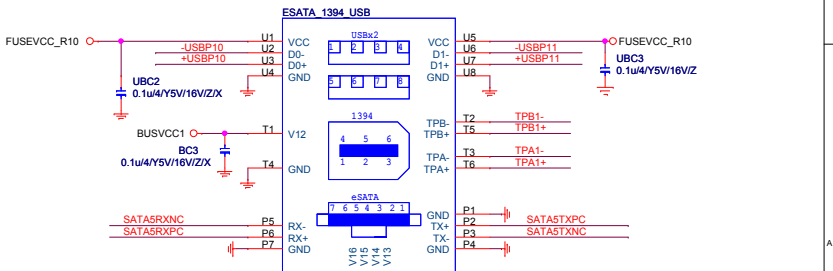 ESATA_1394_USB
FUSEVCC_R10 U1 VCC USBx2 VCC U5 FUSEVCC_R10
-USBP10 U2 D0- 1 2 3 4 D1- U6 -USBP11
+USBP10 U3 D0+ D1+ U7 +USBP11
U4 GND GND U8
UBC2 5 6 7 8 UBC3
0.1u/4/Y5V/16V/Z/X 0.1u/4/Y5V/16V/Z
1394
TPB- T2 TPB1-
TPB+ T5 TPB1+
BUSVCC1 T1 V12
4 5 6
BC3 TPA- T3 TPA1-
0.1u/4/Y5V/16V/Z/X 1 2 3
T4 GND TPA+ T6 TPA1+
eSATA
7 6 5 4 3 2 1
GND P1
SATA5RXNC P5 RX- TX+ P2 SATA5TXPC
SATA5RXPC P6 RX+ TX- P3 SATA5TXNC
P7 GND GND P4
V16 V15 V14 V13
A